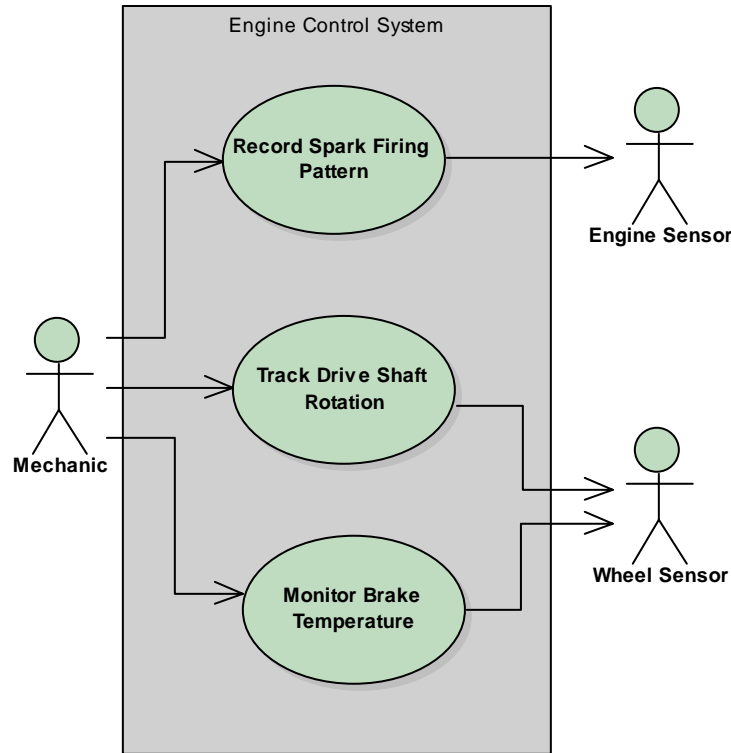 Engine Control System
Record Spark Firing
Pattern
Engine Sensor
Track Drive Shaft
Rotation
Mechanic
Monitor Brake
Temperature
Wheel Sensor